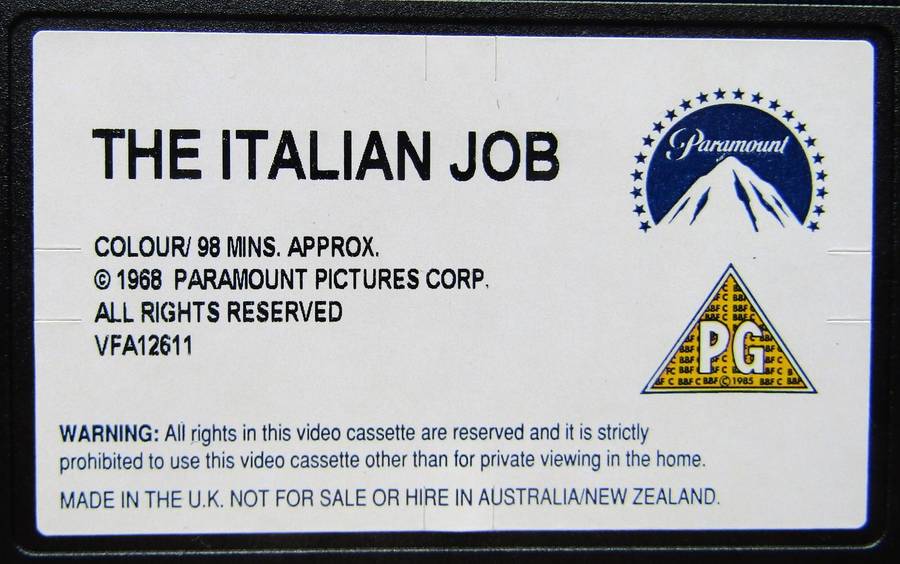 THE ITALIAN JOB
Paramount
COLOUR/ 98 MINS. APPROX.
© 1968 PARAMOUNT PICTURES CORP.
ALL RIGHTS RESERVED
VFA12611
PG
© 1985
WARNING: All rights in this video cassette are reserved and it is strictly
prohibited to use this video cassette other than for private viewing in the home.
MADE IN THE U.K. NOT FOR SALE OR HIRE IN AUSTRALIA/NEW ZEALAND.